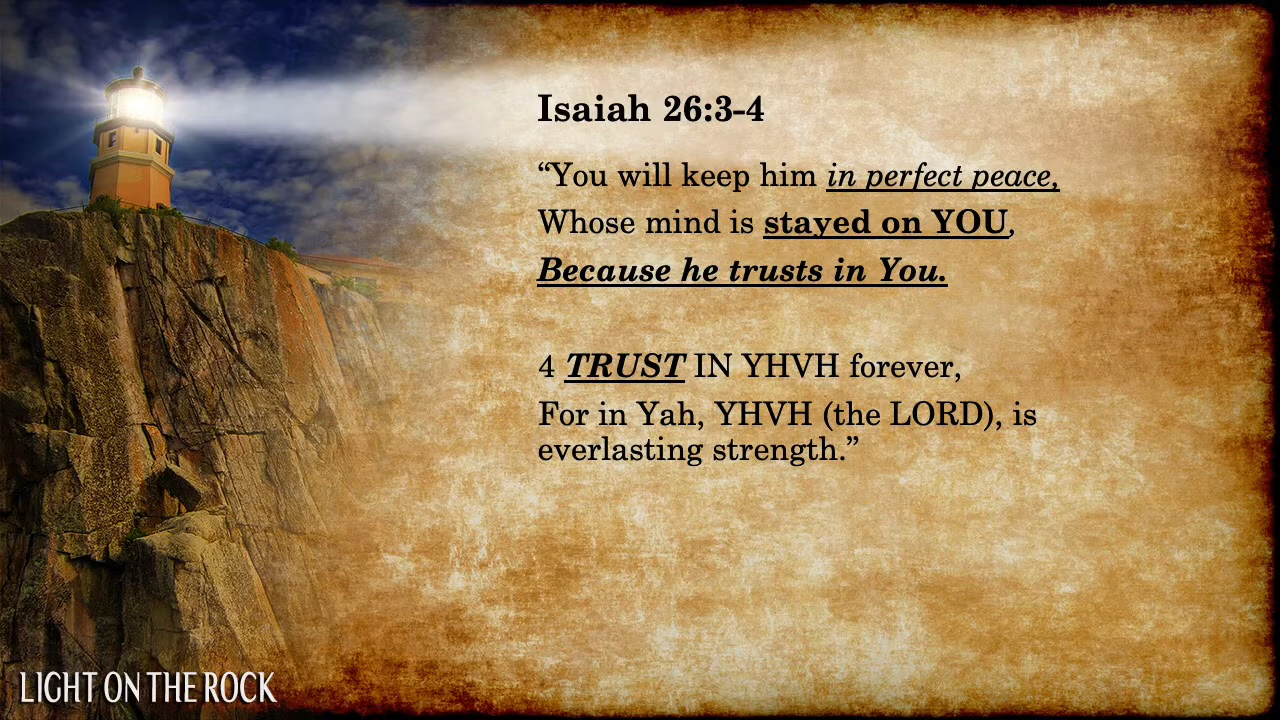 Isaiah 26:3-4
“You will keep him in perfect peace,
Whose mind is stayed on YOU,
Because he trusts in You.
4 TRUST IN YHVH forever,
For in Yah, YHVH (the LORD), is
everlasting strength.”
LIGHT ON THE ROCK